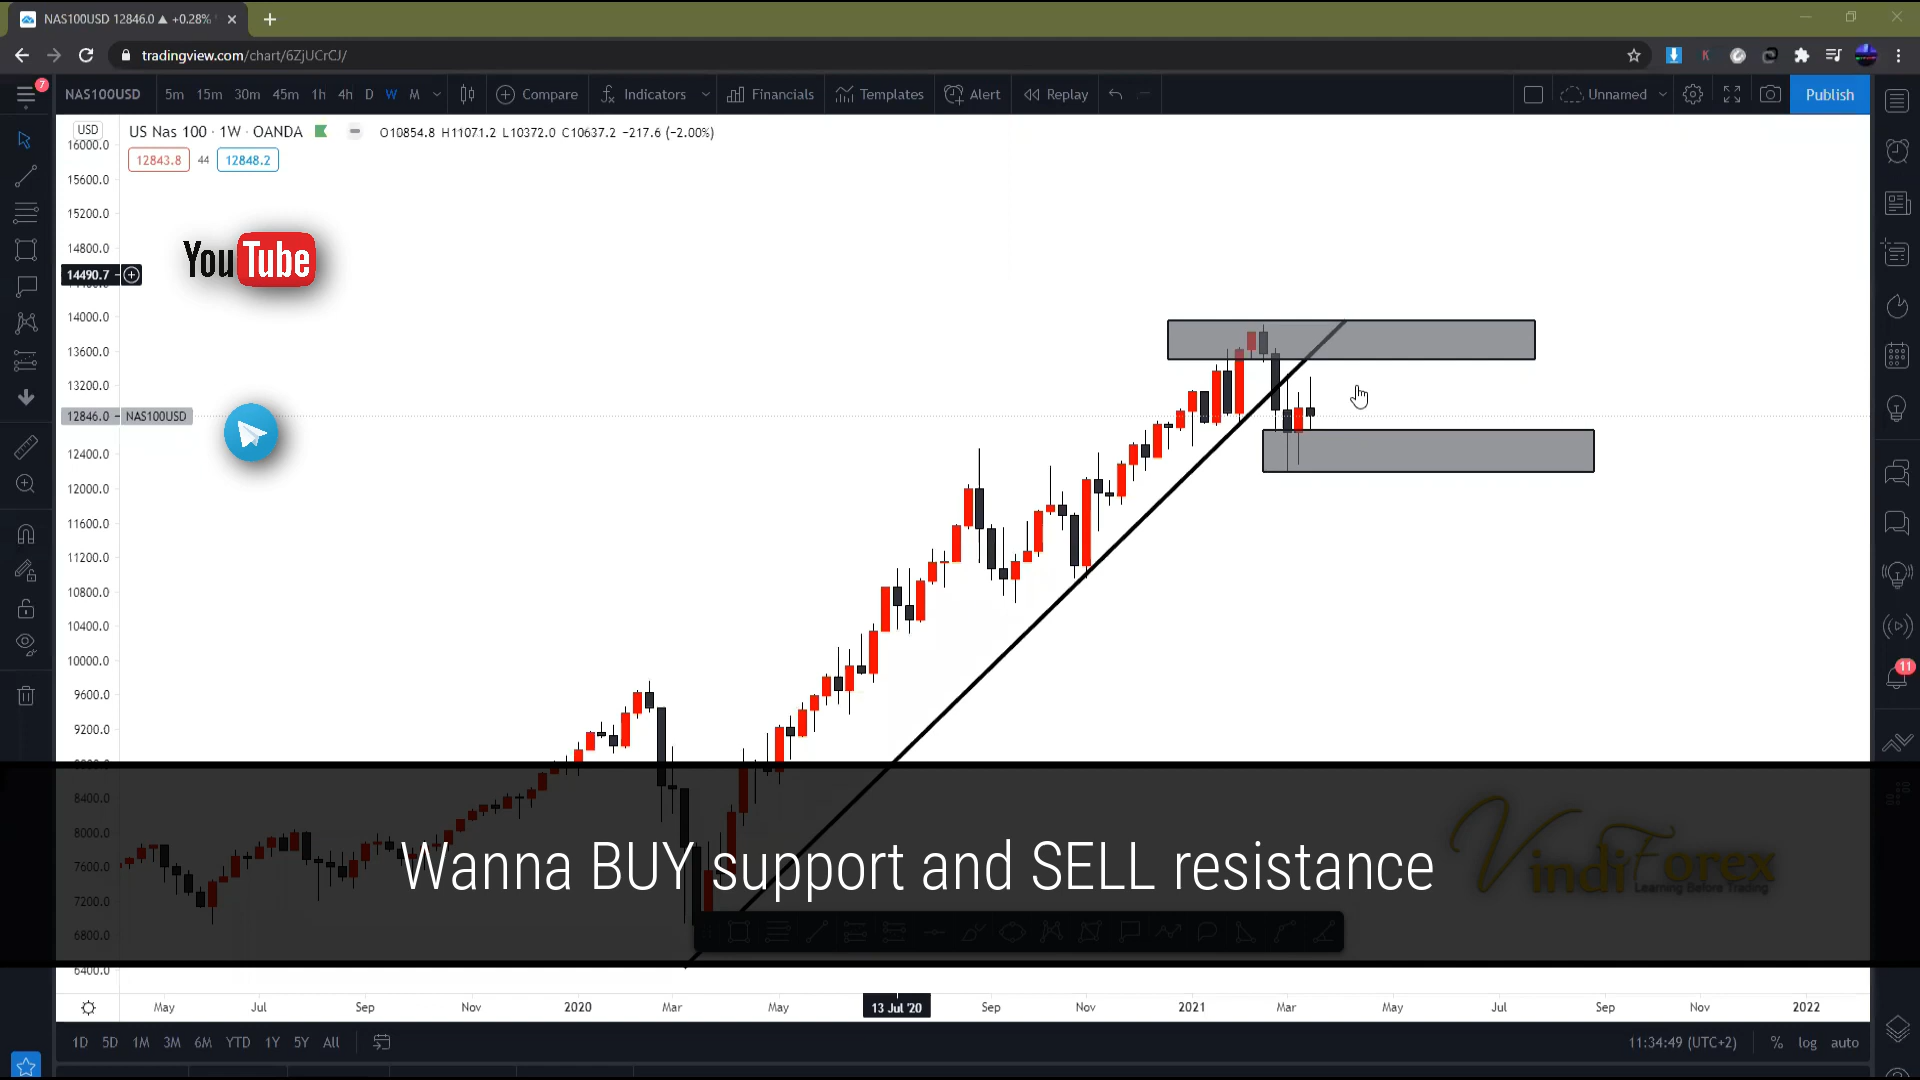 NAS100USD 12846.0 ▲ +0.28%
tradingview.com/chart/6ZjUCrCJ/
7
NAS100USD 5m 15m 30m 45m 1h 4h D W M Compare Indicators Financials Templates Alert Replay Unnamed Publish
USD
US Nas 100 · 1W · OANDA O10854.8 H11071.2 L10372.0 C10637.2 −217.6 (−2.00%)
12843.8 44 12848.2
16000.0
15600.0
15200.0
14800.0
14490.7
14000.0
13600.0
13200.0
12846.0 NAS100USD
12400.0
12000.0
11600.0
11200.0
10800.0
10400.0
10000.0
9600.0
9200.0
8400.0
8000.0
7600.0
7200.0
6800.0
6400.0
YouTube
11
Wanna BUY support and SELL resistance
VindiForex
Learning Before Trading
May Jul Sep Nov 2020 Mar May 13 Jul '20 Sep Nov 2021 Mar May Jul Sep Nov 2022
1D 5D 1M 3M 6M YTD 1Y 5Y All 11:34:49 (UTC+2) % log auto